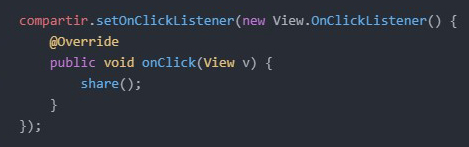 compartir.setOnClickListener(new View.OnClickListener() {
    @Override
    public void onClick(View v) {
        share();
    }
});